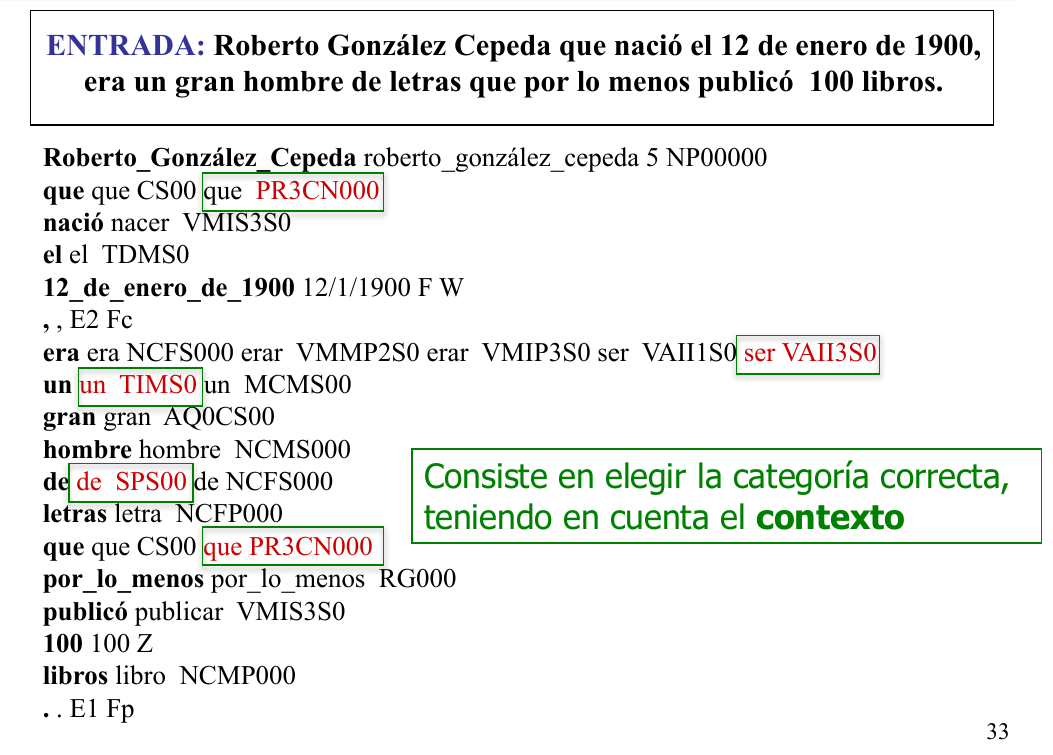 ENTRADA: Roberto González Cepeda que nació el 12 de enero de 1900,
era un gran hombre de letras que por lo menos publicó 100 libros.
Roberto_González_Cepeda roberto_gonzález_cepeda 5 NP00000
que que CS00 que PR3CN000
nació nacer VMIS3S0
el el TDMS0
12_de_enero_de_1900 12/1/1900 F W
, , E2 Fc
era era NCFS000 erar VMMP2S0 erar VMIP3S0 ser VAII1S0 ser VAII3S0
un un TIMS0 un MCMS00
gran gran AQ0CS00
hombre hombre NCMS000
de de SPS00 de NCFS000
letras letra NCFP000
que que CS00 que PR3CN000
por_lo_menos por_lo_menos RG000
publicó publicar VMIS3S0
100 100 Z
libros libro NCMP000
. . E1 Fp
Consiste en elegir la categoría correcta,
teniendo en cuenta el contexto
33